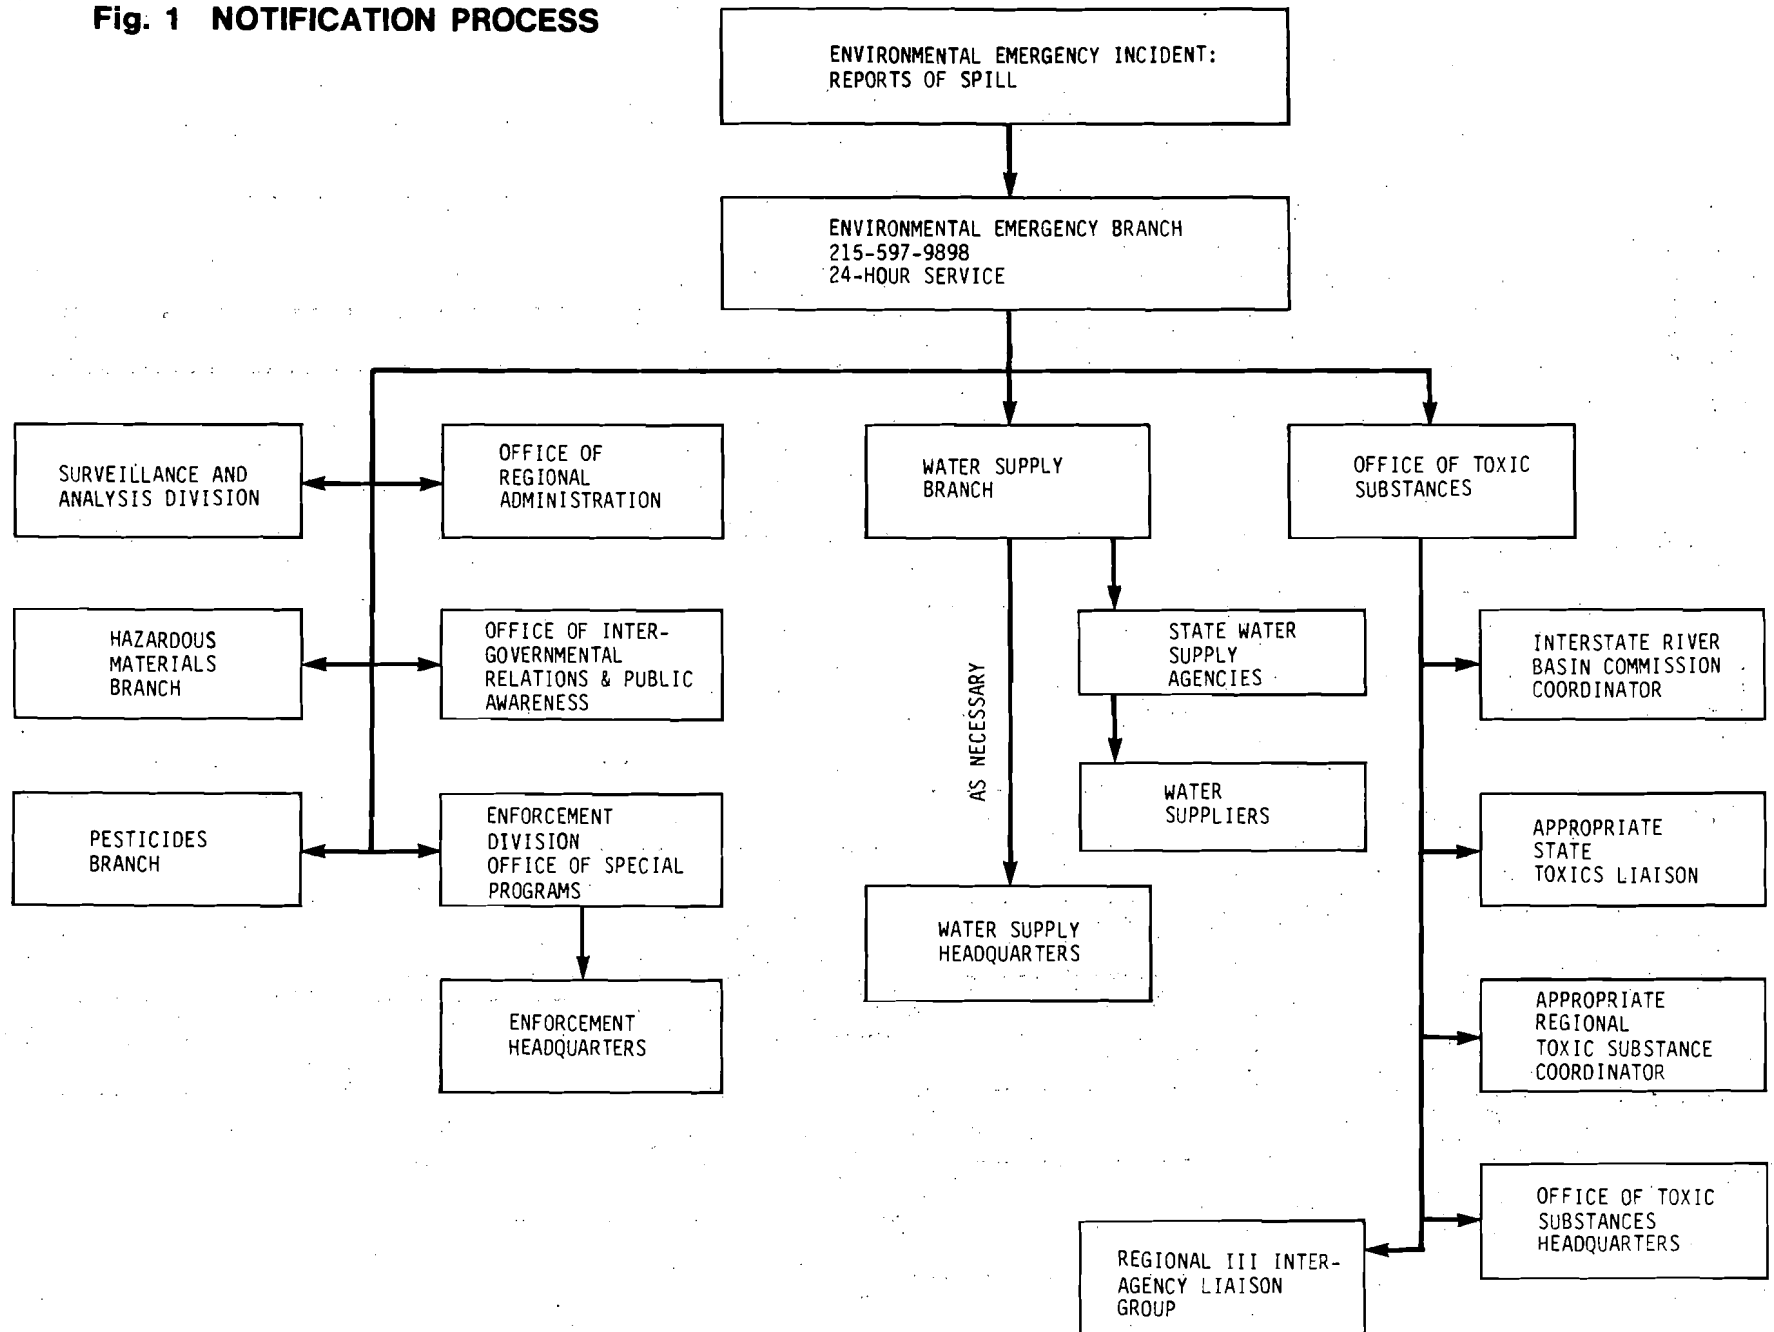 Fig. 1 NOTIFICATION PROCESS
ENVIRONMENTAL EMERGENCY INCIDENT:
REPORTS OF SPILL
ENVIRONMENTAL EMERGENCY BRANCH
215-597-9898
24-HOUR SERVICE
SURVEILLANCE AND
ANALYSIS DIVISION
OFFICE OF
REGIONAL
ADMINISTRATION
WATER SUPPLY
BRANCH
OFFICE OF TOXIC
SUBSTANCES
HAZARDOUS
MATERIALS
BRANCH
OFFICE OF INTER-
GOVERNMENTAL
RELATIONS & PUBLIC
AWARENESS
AS NECESSARY
STATE WATER
SUPPLY
AGENCIES
INTERSTATE RIVER
BASIN COMMISSION
COORDINATOR
PESTICIDES
BRANCH
ENFORCEMENT
DIVISION
OFFICE OF SPECIAL
PROGRAMS
WATER
SUPPLIERS
APPROPRIATE
STATE
TOXICS LIAISON
WATER SUPPLY
HEADQUARTERS
ENFORCEMENT
HEADQUARTERS
APPROPRIATE
REGIONAL
TOXIC SUBSTANCE
COORDINATOR
OFFICE OF TOXIC
SUBSTANCES
HEADQUARTERS
REGIONAL III INTER-
AGENCY LIAISON
GROUP